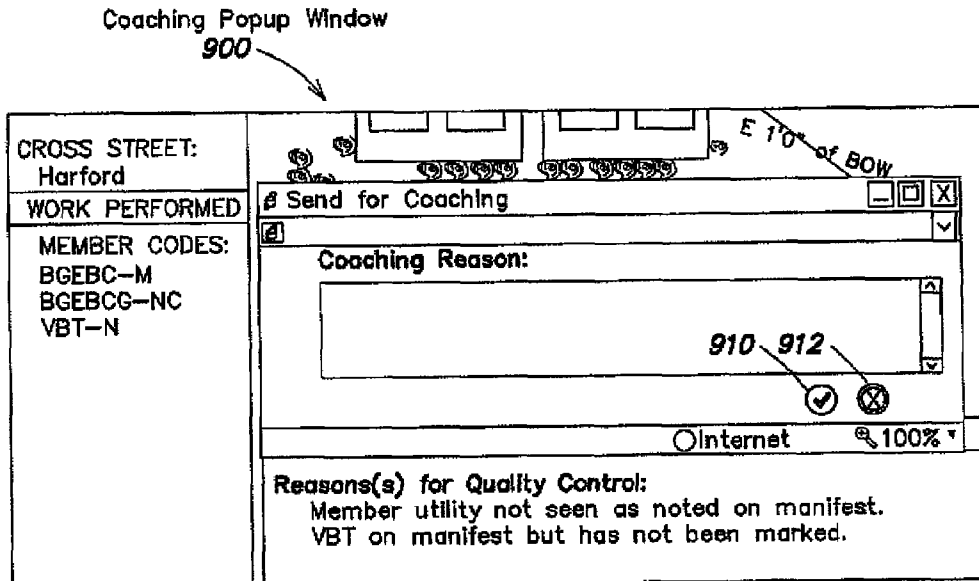 Coaching Popup Window
900
CROSS STREET:
Harford
WORK PERFORMED
MEMBER CODES:
BGEBC-M
BGEBCG-NC
VBT-N
E 1'0" of BOW
Send for Coaching
X
Coaching Reason:
910 912
Internet 100%
Reasons(s) for Quality Control:
Member utility not seen as noted on manifest.
VBT on manifest but has not been marked.